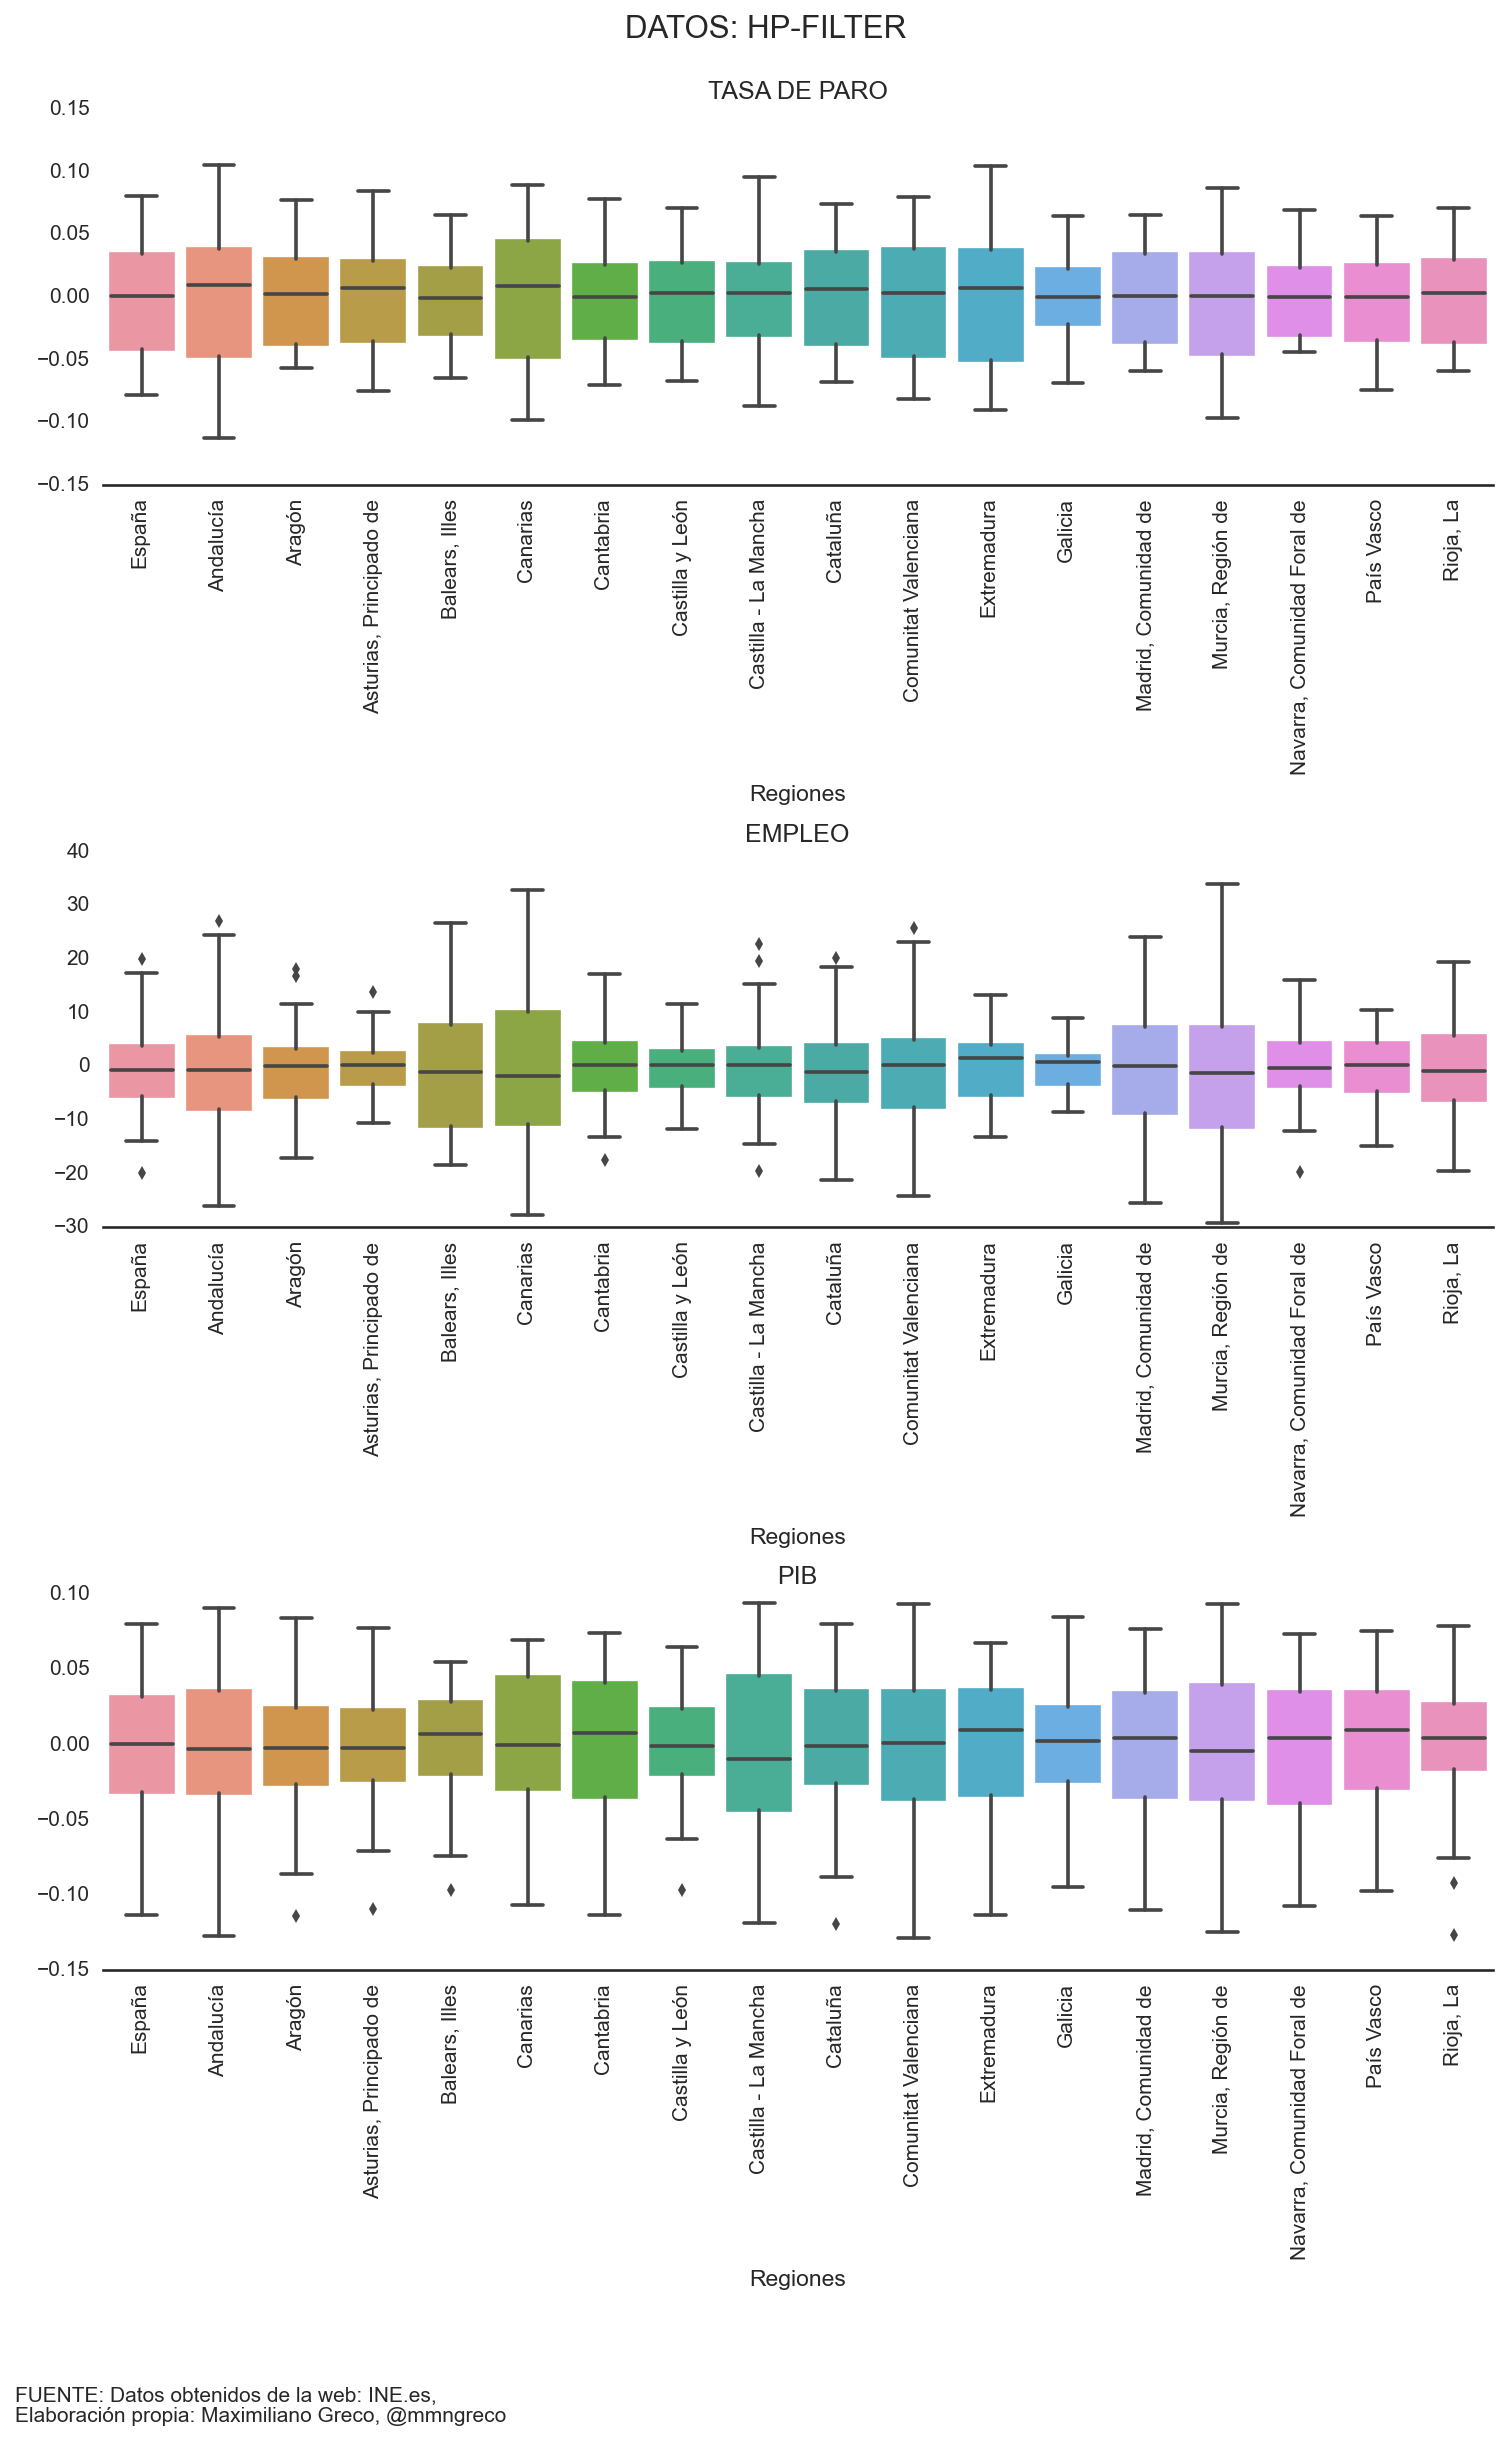 DATOS: HP-FILTER
TASA DE PARO
0.15
0.10
0.05
0.00
−0.05
−0.10
−0.15
España
Andalucía
Aragón
Asturias, Principado de
Balears, Illes
Canarias
Cantabria
Castilla y León
Castilla - La Mancha
Cataluña
Comunitat Valenciana
Extremadura
Galicia
Madrid, Comunidad de
Murcia, Región de
Navarra, Comunidad Foral de
País Vasco
Rioja, La
Regiones
EMPLEO
40
30
20
10
0
−10
−20
−30
España
Andalucía
Aragón
Asturias, Principado de
Balears, Illes
Canarias
Cantabria
Castilla y León
Castilla - La Mancha
Cataluña
Comunitat Valenciana
Extremadura
Galicia
Madrid, Comunidad de
Murcia, Región de
Navarra, Comunidad Foral de
País Vasco
Rioja, La
Regiones
PIB
0.10
0.05
0.00
−0.05
−0.10
−0.15
España
Andalucía
Aragón
Asturias, Principado de
Balears, Illes
Canarias
Cantabria
Castilla y León
Castilla - La Mancha
Cataluña
Comunitat Valenciana
Extremadura
Galicia
Madrid, Comunidad de
Murcia, Región de
Navarra, Comunidad Foral de
País Vasco
Rioja, La
Regiones
FUENTE: Datos obtenidos de la web: INE.es,
Elaboración propia: Maximiliano Greco, @mmngreco